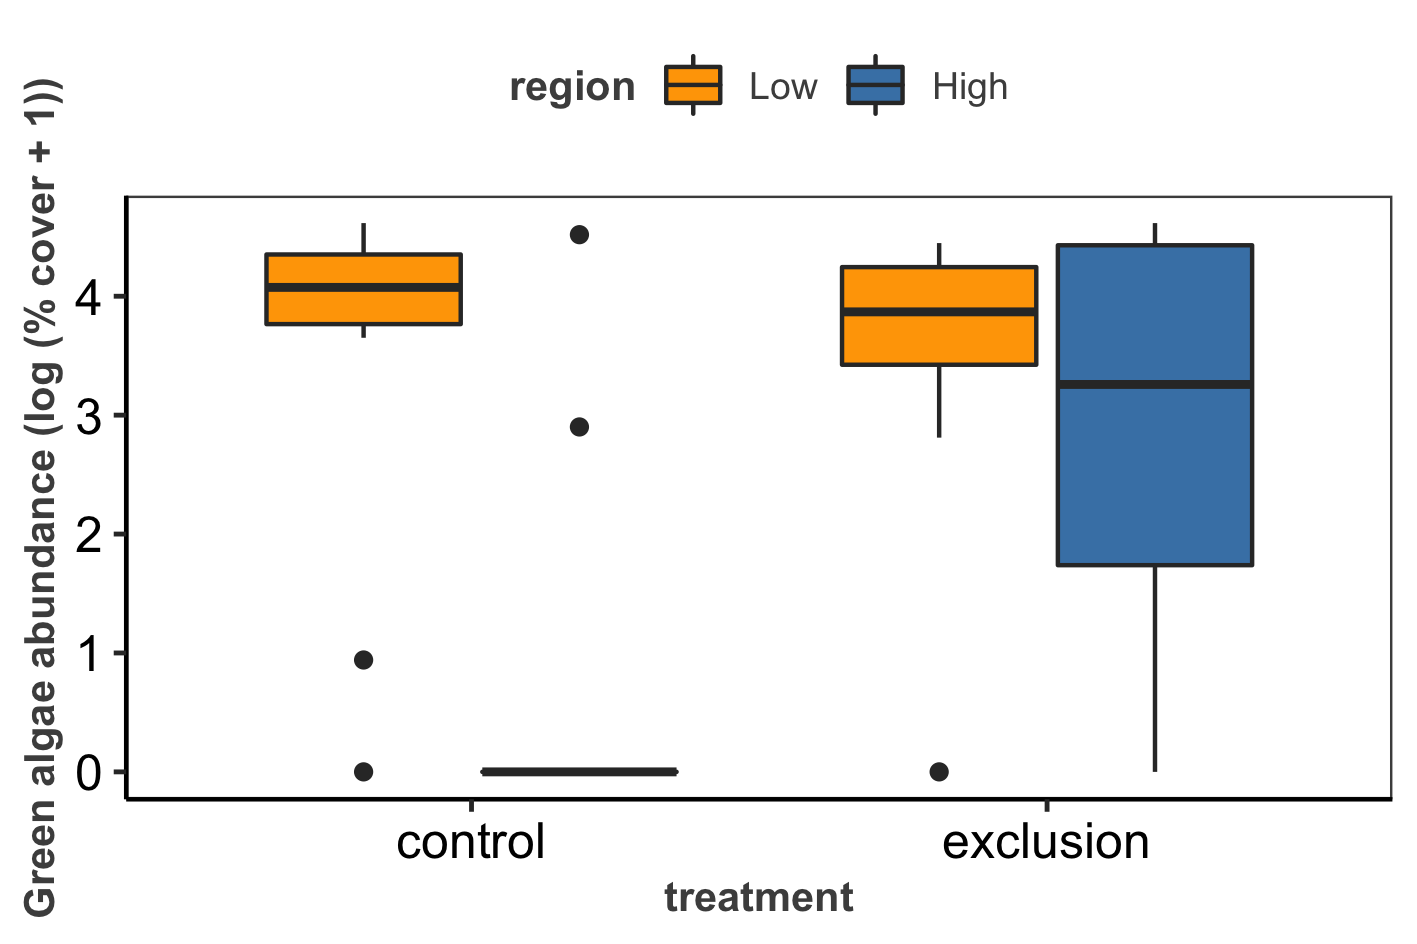 region Low High
Green algae abundance (log (% cover + 1))
4
3
2
1
0
control exclusion
treatment